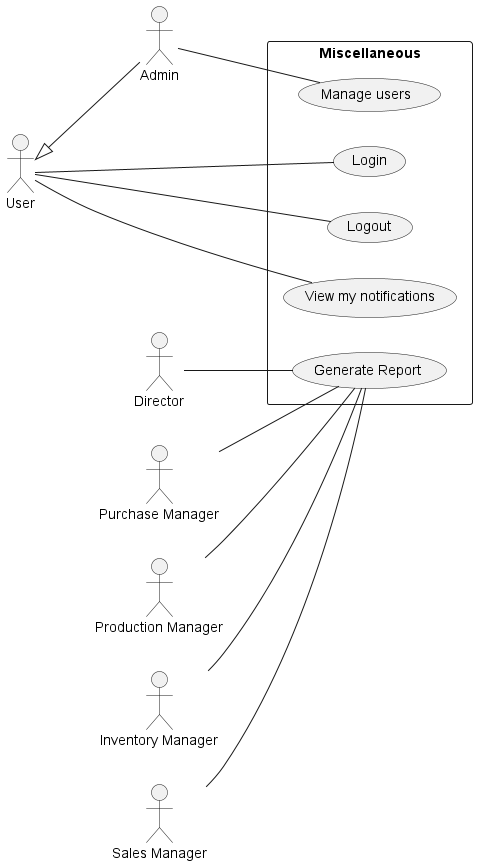 Miscellaneous
Admin
Manage users
Login
User
Logout
View my notifications
Generate Report
Director
Purchase Manager
Production Manager
Inventory Manager
Sales Manager